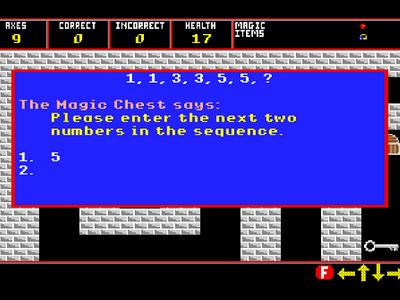 AXES CORRECT INCORRECT HEALTH MAGIC
9 0 0 17 ITEMS
1, 1, 3, 3, 5, 5, ?
The Magic Chest says:
Please enter the next two
numbers in the sequence.
1. 5
2.
F